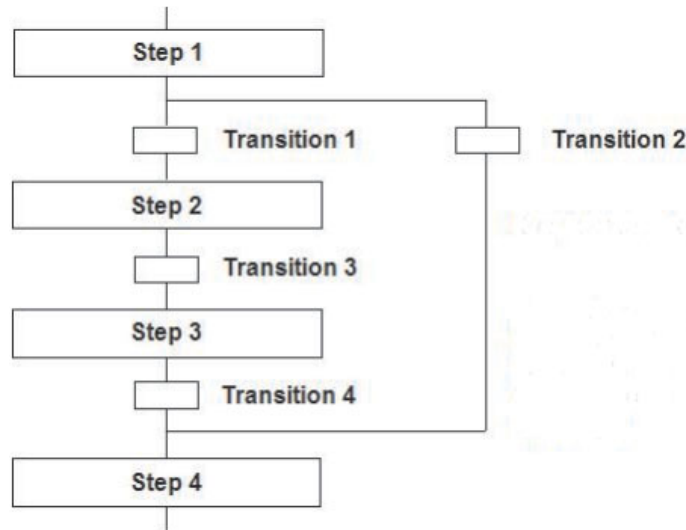 Step 1
Transition 1
Transition 2
Step 2
Transition 3
Step 3
Transition 4
Step 4